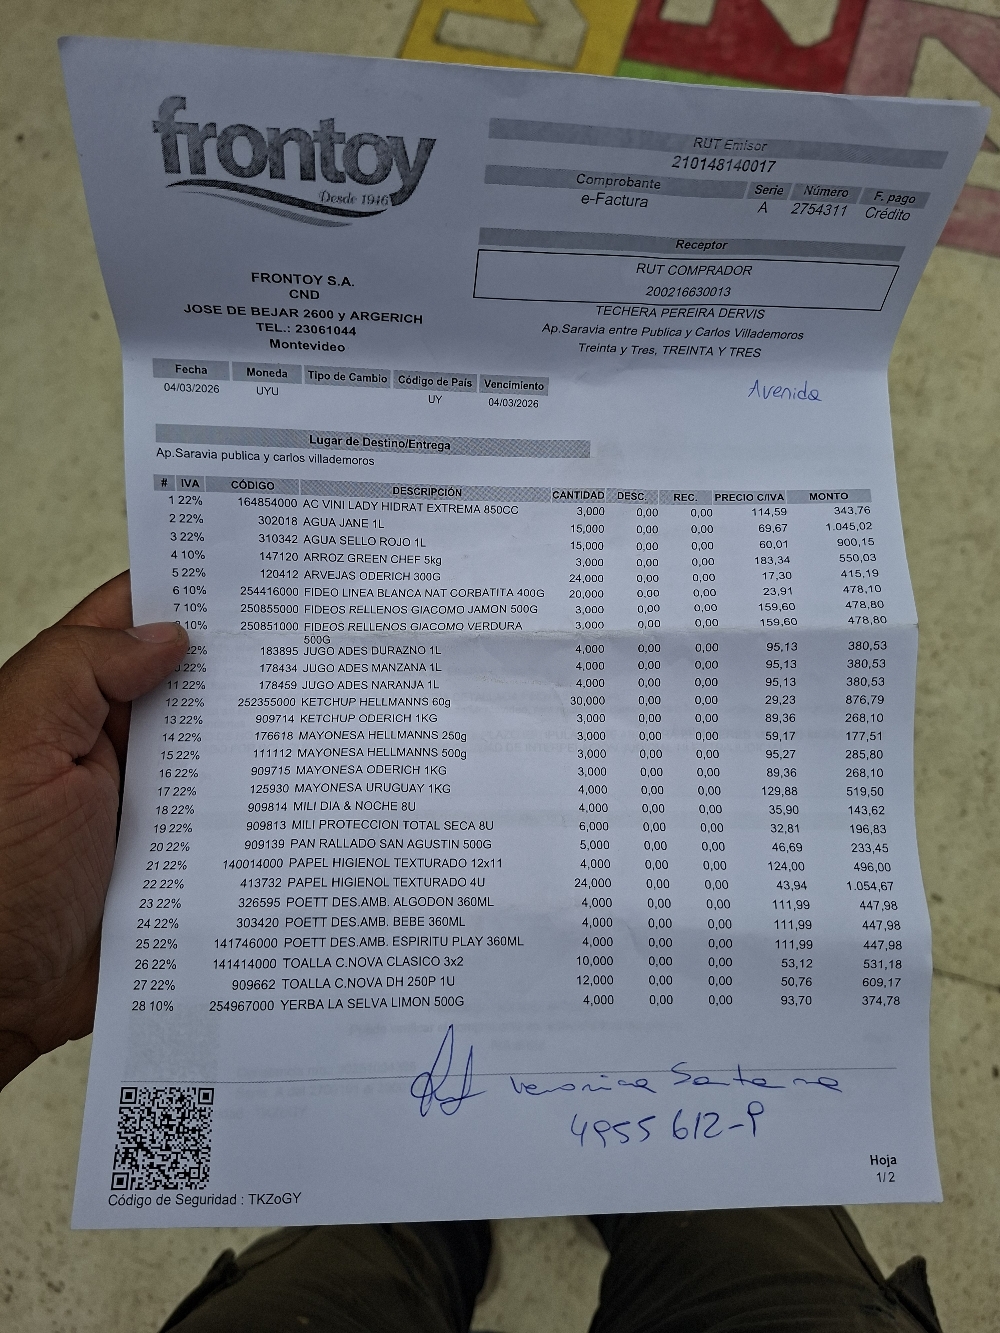 frontoy
Desde 1946
RUT Emisor
210148140017
Comprobante Serie Número F. pago
e-Factura A 2754311 Crédito
Receptor
RUT COMPRADOR
200216630013
TECHERA PEREIRA DERVIS
Ap.Saravia entre Publica y Carlos Villademoros
Treinta y Tres, TREINTA Y TRES
FRONTOY S.A.
CND
JOSE DE BEJAR 2600 y ARGERICH
TEL.: 23061044
Montevideo
Fecha Moneda Tipo de Cambio Código de País Vencimiento
04/03/2026 UYU UY 04/03/2026
Avenida
Lugar de Destino/Entrega
Ap.Saravia publica y carlos villademoros
# IVA CÓDIGO DESCRIPCIÓN CANTIDAD DESC. REC. PRECIO C/IVA MONTO
1 22% 164854000 AC VINI LADY HIDRAT EXTREMA 850CC 3,000 0,00 0,00 114,59 343,76
2 22% 302018 AGUA JANE 1L 15,000 0,00 0,00 69,67 1.045,02
3 22% 310342 AGUA SELLO ROJO 1L 15,000 0,00 0,00 60,01 900,15
4 10% 147120 ARROZ GREEN CHEF 5kg 3,000 0,00 0,00 183,34 550,03
5 22% 120412 ARVEJAS ODERICH 300G 24,000 0,00 0,00 17,30 415,19
6 10% 254416000 FIDEO LINEA BLANCA NAT CORBATITA 400G 20,000 0,00 0,00 23,91 478,10
7 10% 250855000 FIDEOS RELLENOS GIACOMO JAMON 500G 3,000 0,00 0,00 159,60 478,80
10% 250851000 FIDEOS RELLENOS GIACOMO VERDURA 3,000 0,00 0,00 159,60 478,80
500G
22% 183895 JUGO ADES DURAZNO 1L 4,000 0,00 0,00 95,13 380,53
22% 178434 JUGO ADES MANZANA 1L 4,000 0,00 0,00 95,13 380,53
11 22% 178459 JUGO ADES NARANJA 1L 4,000 0,00 0,00 95,13 380,53
12 22% 252355000 KETCHUP HELLMANNS 60g 30,000 0,00 0,00 29,23 876,79
13 22% 909714 KETCHUP ODERICH 1KG 3,000 0,00 0,00 89,36 268,10
14 22% 176618 MAYONESA HELLMANNS 250g 3,000 0,00 0,00 59,17 177,51
15 22% 111112 MAYONESA HELLMANNS 500g 3,000 0,00 0,00 95,27 285,80
16 22% 909715 MAYONESA ODERICH 1KG 3,000 0,00 0,00 89,36 268,10
17 22% 125930 MAYONESA URUGUAY 1KG 4,000 0,00 0,00 129,88 519,50
18 22% 909814 MILI DIA & NOCHE 8U 4,000 0,00 0,00 35,90 143,62
19 22% 909813 MILI PROTECCION TOTAL SECA 8U 6,000 0,00 0,00 32,81 196,83
20 22% 909139 PAN RALLADO SAN AGUSTIN 500G 5,000 0,00 0,00 46,69 233,45
21 22% 140014000 PAPEL HIGIENOL TEXTURADO 12x11 4,000 0,00 0,00 124,00 496,00
22 22% 413732 PAPEL HIGIENOL TEXTURADO 4U 24,000 0,00 0,00 43,94 1.054,67
23 22% 326595 POETT DES.AMB. ALGODON 360ML 4,000 0,00 0,00 111,99 447,98
24 22% 303420 POETT DES.AMB. BEBE 360ML 4,000 0,00 0,00 111,99 447,98
25 22% 141746000 POETT DES.AMB. ESPIRITU PLAY 360ML 4,000 0,00 0,00 111,99 447,98
26 22% 141414000 TOALLA C.NOVA CLASICO 3x2 10,000 0,00 0,00 53,12 531,18
27 22% 909662 TOALLA C.NOVA DH 250P 1U 12,000 0,00 0,00 50,76 609,17
28 10% 254967000 YERBA LA SELVA LIMON 500G 4,000 0,00 0,00 93,70 374,78
Veronica Santana
4955 612-9
Hoja
1/2
Código de Seguridad : TKZoGY